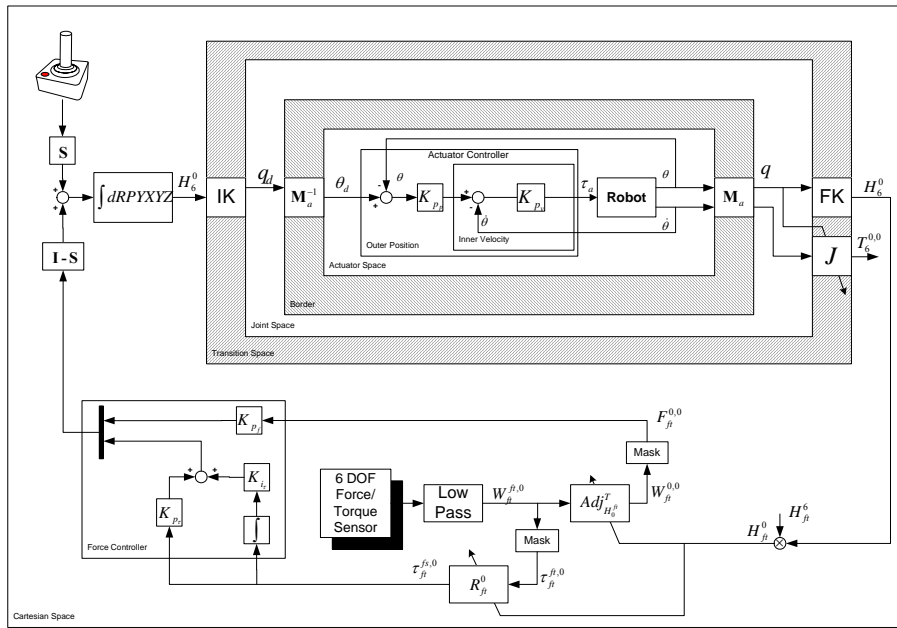 S
+
+
I - S
∫dRPYXYZ
H_6^0
IK
q_d
M_a^{-1}
θ_d
-
+
θ
K_{p_p}
Actuator Controller
+
-
θ̇
K_{p_v}
τ_a
Robot
θ
θ̇
Outer Position
Inner Velocity
Actuator Space
Border
Joint Space
Transition Space
M_a
q
FK
H_6^0
J
T_6^{0,0}
K_{p_f}
F_{ft}^{0,0}
Mask
+
+
K_{i_τ}
K_{p_τ}
∫
Force Controller
6 DOF
Force/
Torque
Sensor
Low
Pass
W_{ft}^{ft,0}
Adj_{H_0^{ft}}^T
W_{ft}^{0,0}
H_{ft}^6
H_{ft}^0
Mask
τ_{ft}^{fs,0}
R_{ft}^0
τ_{ft}^{ft,0}
Cartesian Space